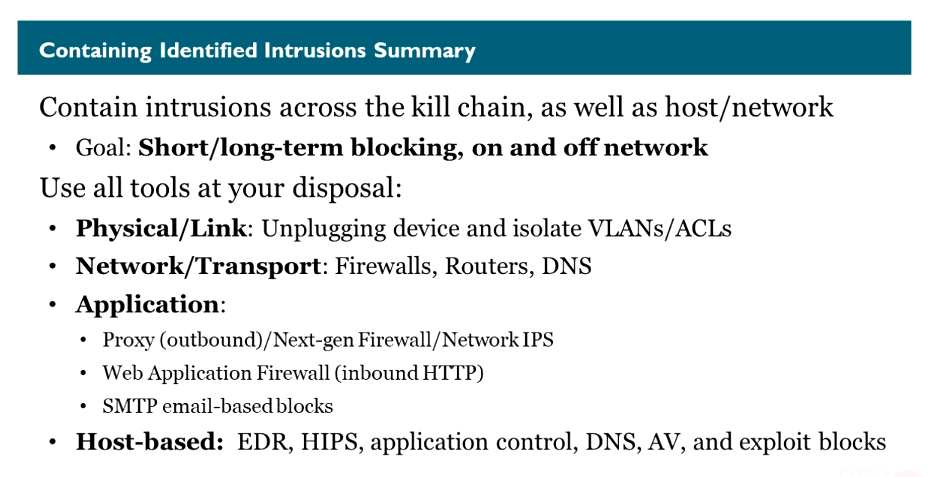 Containing Identified Intrusions Summary
Contain intrusions across the kill chain, as well as host/network
• Goal: Short/long-term blocking, on and off network
Use all tools at your disposal:
• Physical/Link: Unplugging device and isolate VLANs/ACLs
• Network/Transport: Firewalls, Routers, DNS
• Application:
• Proxy (outbound)/Next-gen Firewall/Network IPS
• Web Application Firewall (inbound HTTP)
• SMTP email-based blocks
• Host-based: EDR, HIPS, application control, DNS, AV, and exploit blocks